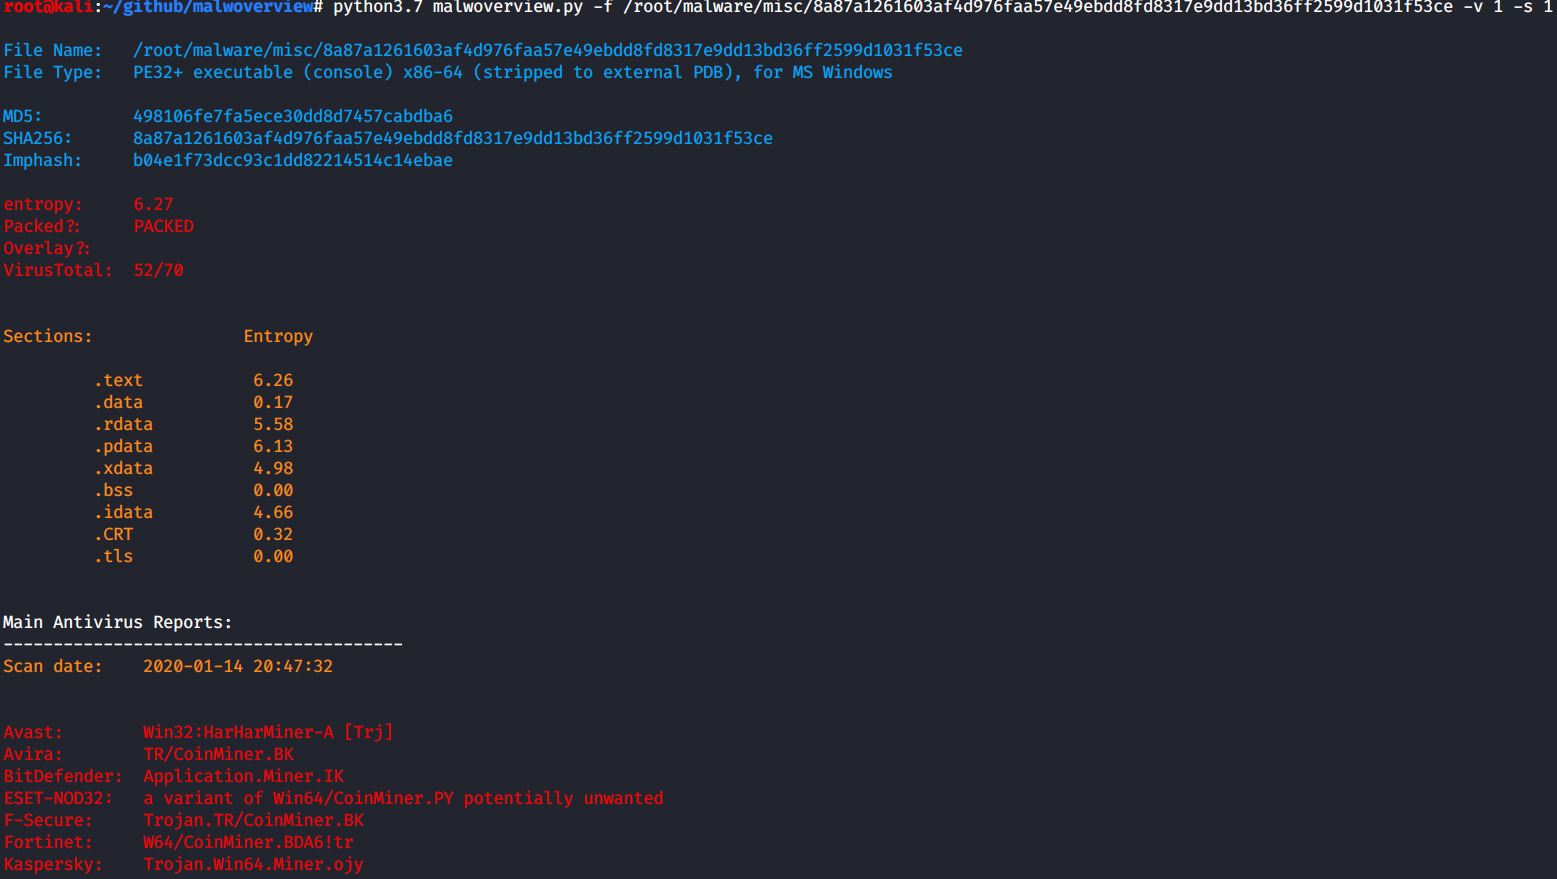 root@kali:~/github/malwoverview# python3.7 malwoverview.py -f /root/malware/misc/8a87a1261603af4d976faa57e49ebdd8fd8317e9dd13bd36ff2599d1031f53ce -v 1 -s 1
File Name: /root/malware/misc/8a87a1261603af4d976faa57e49ebdd8fd8317e9dd13bd36ff2599d1031f53ce
File Type: PE32+ executable (console) x86-64 (stripped to external PDB), for MS Windows
MD5: 498106fe7fa5ece30dd8d7457cabdba6
SHA256: 8a87a1261603af4d976faa57e49ebdd8fd8317e9dd13bd36ff2599d1031f53ce
Imphash: b04e1f73dcc93c1dd82214514c14ebae
entropy: 6.27
Packed?: PACKED
Overlay?:
VirusTotal: 52/70
Sections: Entropy
.text 6.26
.data 0.17
.rdata 5.58
.pdata 6.13
.xdata 4.98
.bss 0.00
.idata 4.66
.CRT 0.32
.tls 0.00
Main Antivirus Reports:
----------------------------------------
Scan date: 2020-01-14 20:47:32
Avast: Win32:HarHarMiner-A [Trj]
Avira: TR/CoinMiner.BK
BitDefender: Application.Miner.IK
ESET-NOD32: a variant of Win64/CoinMiner.PY potentially unwanted
F-Secure: Trojan.TR/CoinMiner.BK
Fortinet: W64/CoinMiner.BDA6!tr
Kaspersky: Trojan.Win64.Miner.ojy